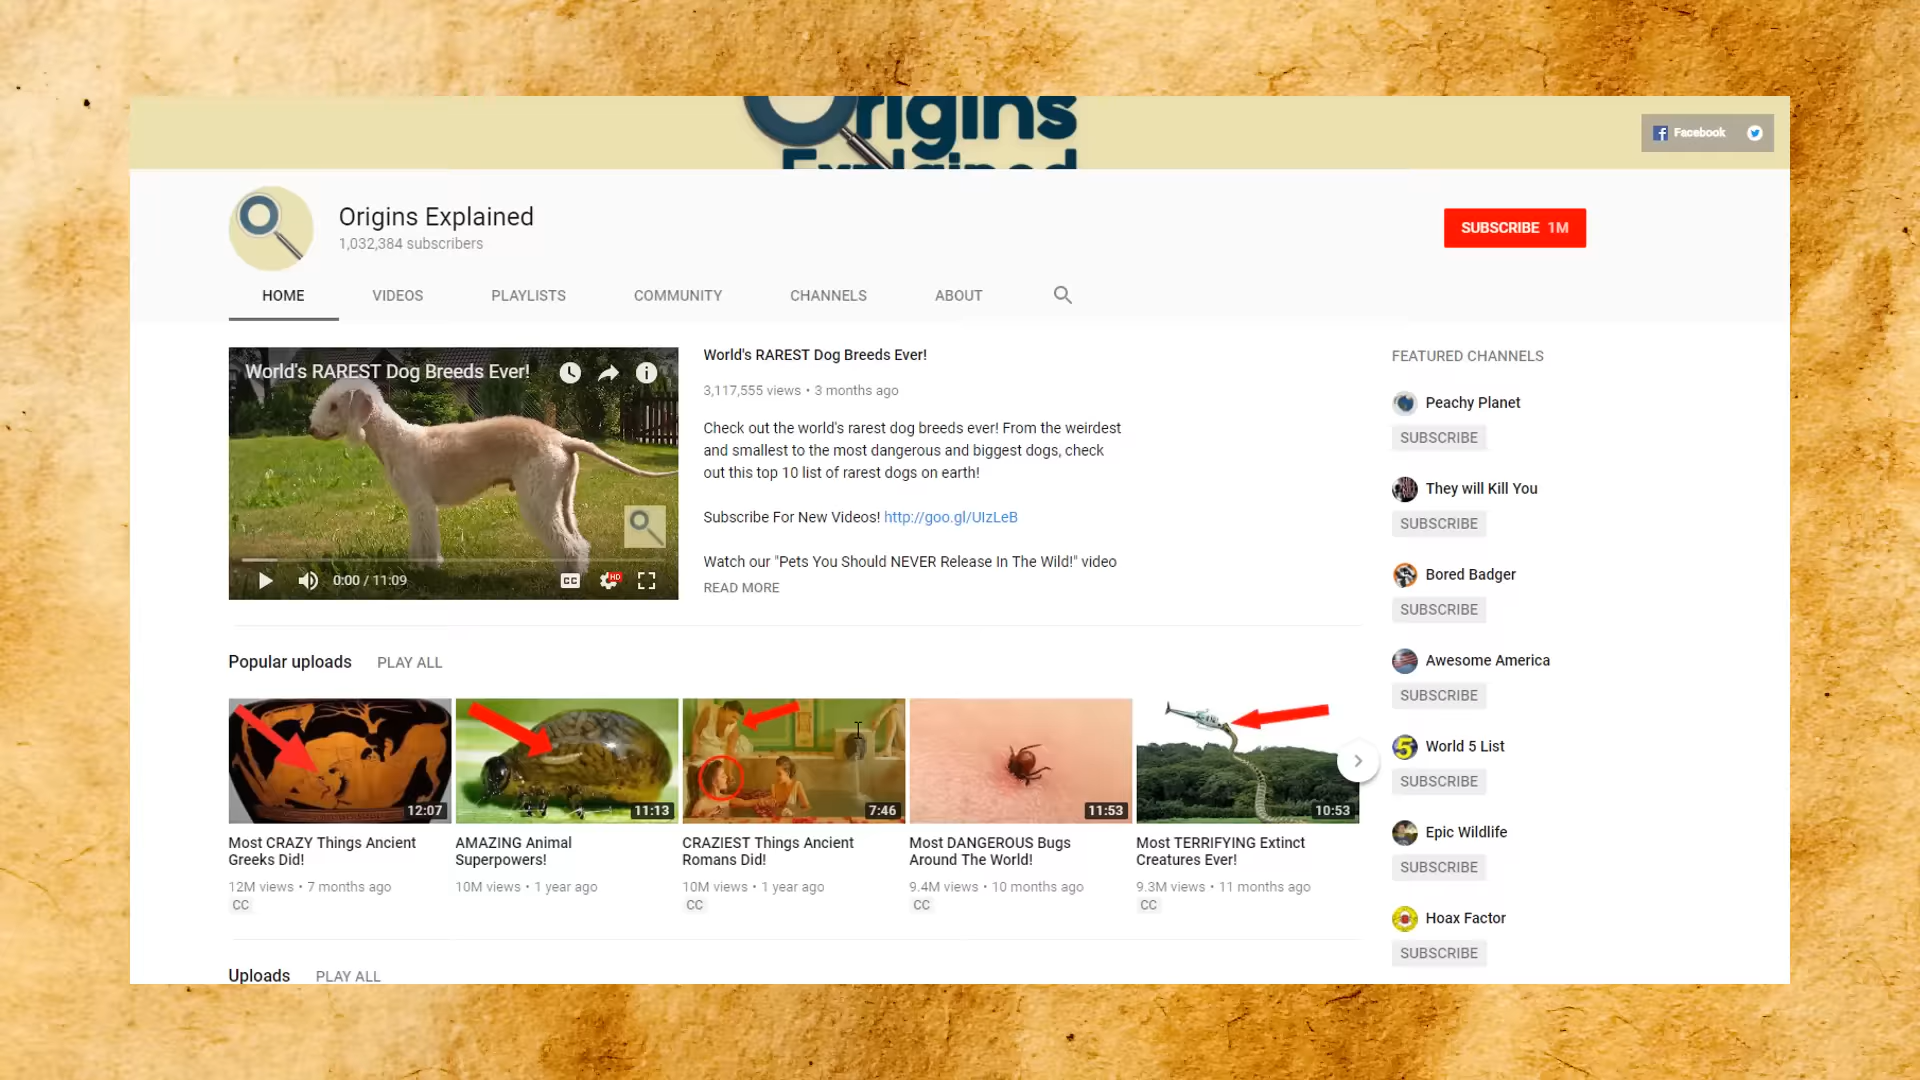 Origins
Explained
Facebook
Origins Explained
1,032,384 subscribers
SUBSCRIBE 1M
HOME VIDEOS PLAYLISTS COMMUNITY CHANNELS ABOUT
World's RAREST Dog Breeds Ever!
0:00 / 11:09
CC
HD
World's RAREST Dog Breeds Ever!
3,117,555 views • 3 months ago
Check out the world's rarest dog breeds ever! From the weirdest
and smallest to the most dangerous and biggest dogs, check
out this top 10 list of rarest dogs on earth!
Subscribe For New Videos! http://goo.gl/UIzLeB
Watch our "Pets You Should NEVER Release In The Wild!" video
READ MORE
FEATURED CHANNELS
Peachy Planet
SUBSCRIBE
They will Kill You
SUBSCRIBE
Bored Badger
SUBSCRIBE
Awesome America
SUBSCRIBE
World 5 List
SUBSCRIBE
Epic Wildlife
SUBSCRIBE
Hoax Factor
SUBSCRIBE
Popular uploads PLAY ALL
12:07
Most CRAZY Things Ancient
Greeks Did!
12M views • 7 months ago
CC
11:13
AMAZING Animal
Superpowers!
10M views • 1 year ago
7:46
CRAZIEST Things Ancient
Romans Did!
10M views • 1 year ago
CC
11:53
Most DANGEROUS Bugs
Around The World!
9.4M views • 10 months ago
CC
10:53
Most TERRIFYING Extinct
Creatures Ever!
9.3M views • 11 months ago
CC
Uploads PLAY ALL